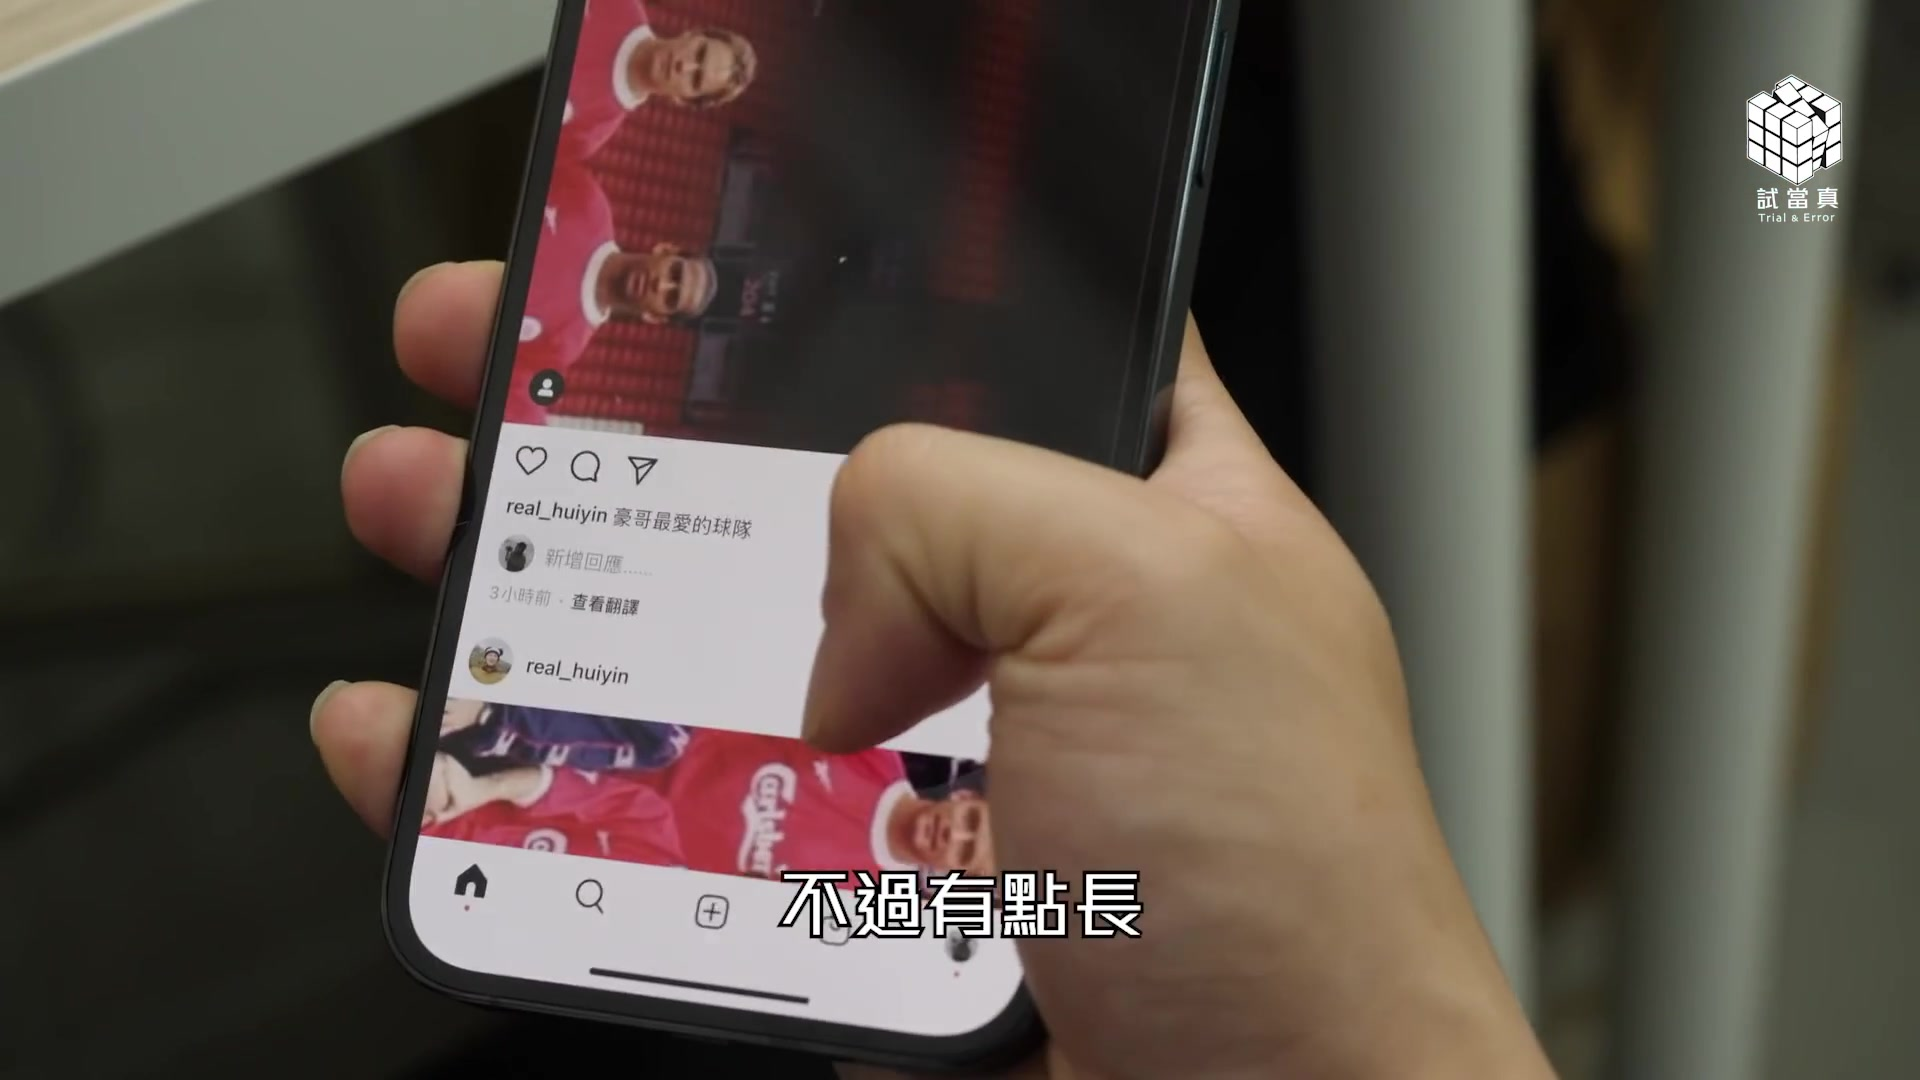 試當真
Trial & Error
real_huiyin 豪哥最愛的球隊
新增回應......
3小時前 · 查看翻譯
real_huiyin
Carlsberg
不過有點長